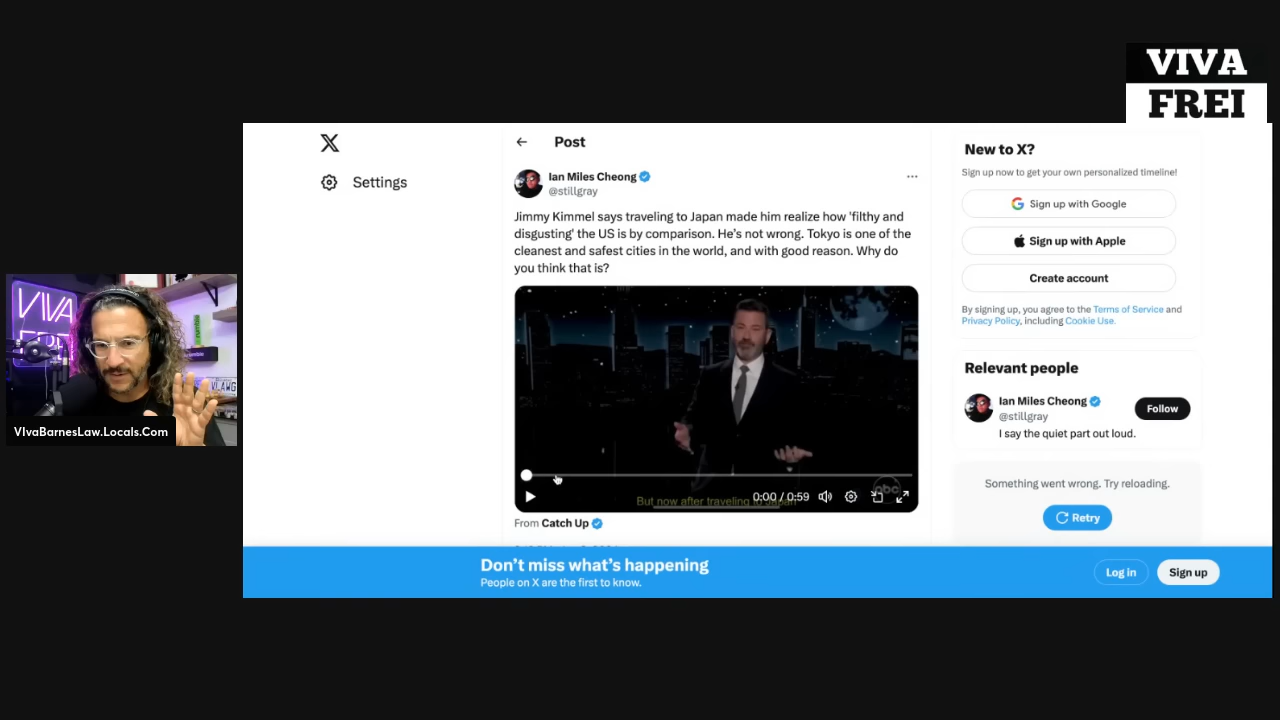 VIVA
FREI
Post
Settings
Ian Miles Cheong
@stillgray
Jimmy Kimmel says traveling to Japan made him realize how 'filthy and
disgusting' the US is by comparison. He's not wrong. Tokyo is one of the
cleanest and safest cities in the world, and with good reason. Why do
you think that is?
But now after traveling to Japan
0:00 / 0:59
abc
From Catch Up
New to X?
Sign up now to get your own personalized timeline!
Sign up with Google
Sign up with Apple
Create account
By signing up, you agree to the Terms of Service and
Privacy Policy, including Cookie Use.
Relevant people
Ian Miles Cheong
@stillgray
Follow
I say the quiet part out loud.
Something went wrong. Try reloading.
Retry
Don't miss what's happening
People on X are the first to know.
Log in
Sign up
VIVA
FREI
rumble
VLAWG
VIvaBarnesLaw.Locals.Com